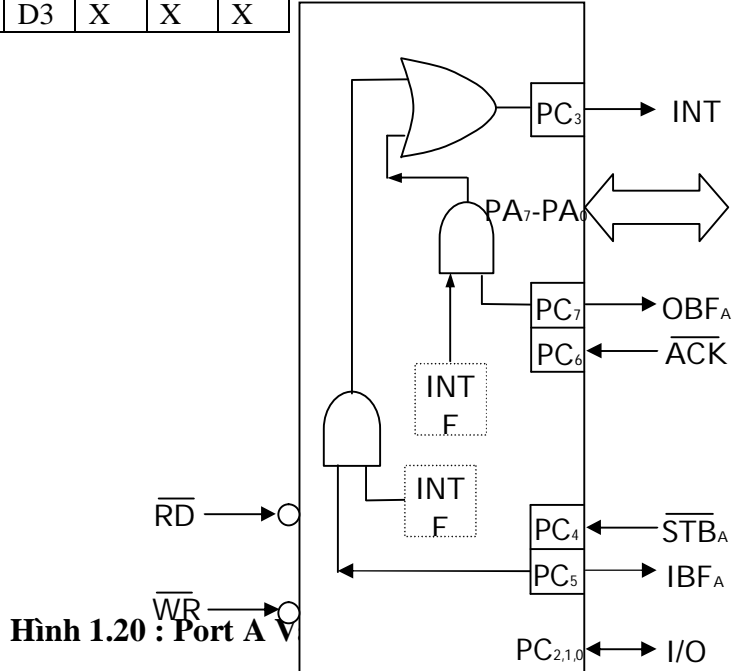 D3 X X X
PC3 INT
PA7-PA0
PC7 OBFA
PC6 ACK
INT
INT
RD
PC4 STBA
PC5 IBFA
WR
Hình 1.20 : Port A V
PC2,1,0 I/O